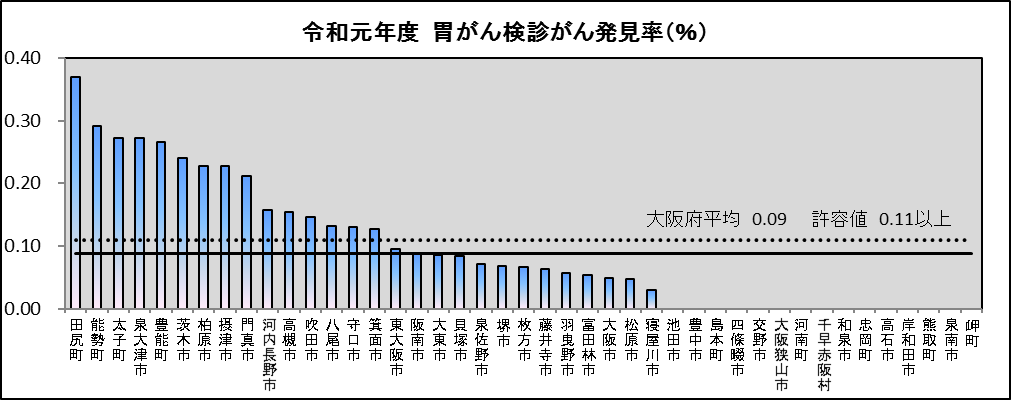 令和元年度 胃がん検診がん発見率(%)
0.40
0.30
0.20
0.10
0.00
大阪府平均 0.09 許容値 0.11以上
田尻町
能勢町
太子町
泉大津市
豊能町
茨木市
柏原市
摂津市
門真市
河内長野市
高槻市
吹田市
八尾市
守口市
箕面市
東大阪市
阪南市
大東市
貝塚市
泉佐野市
堺市
枚方市
藤井寺市
羽曳野市
富田林市
大阪市
松原市
寝屋川市
池田市
豊中市
島本町
四條畷市
交野市
大阪狭山市
河南町
千早赤阪村
和泉市
忠岡町
高石市
岸和田市
熊取町
泉南市
岬町